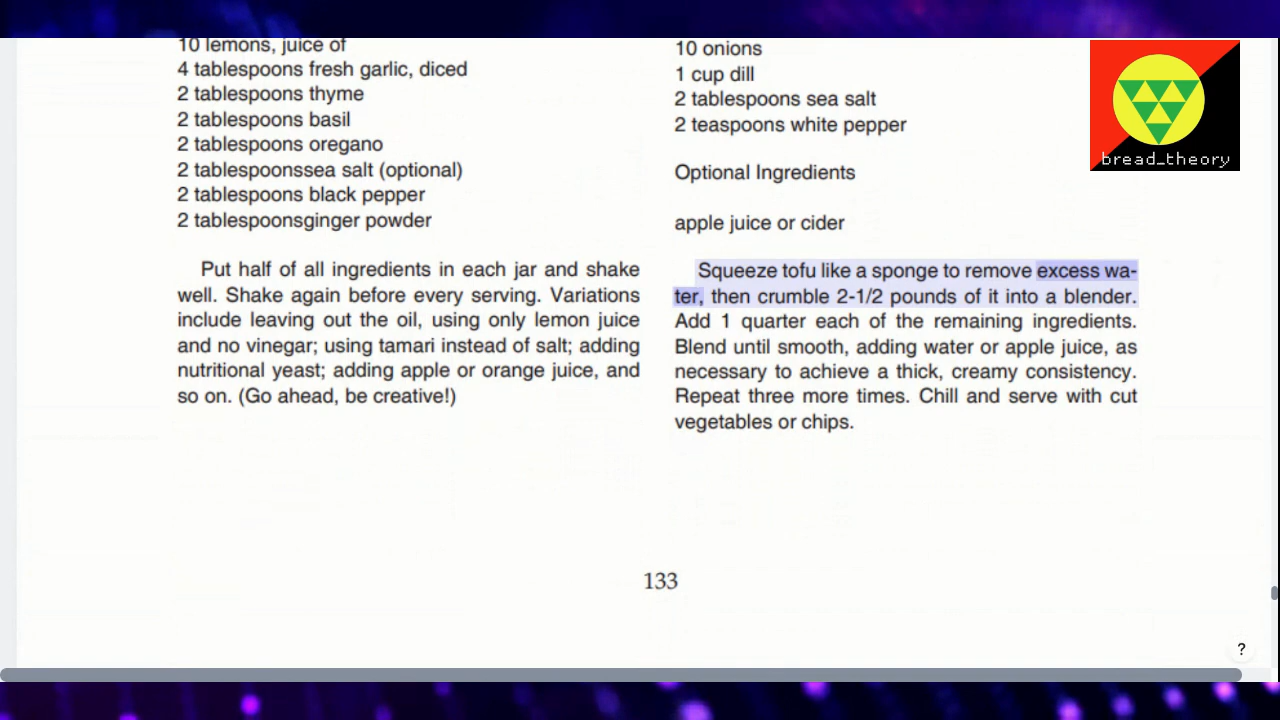 10 lemons, juice of
4 tablespoons fresh garlic, diced
2 tablespoons thyme
2 tablespoons basil
2 tablespoons oregano
2 tablespoonssea salt (optional)
2 tablespoons black pepper
2 tablespoonsginger powder
Put half of all ingredients in each jar and shake
well. Shake again before every serving. Variations
include leaving out the oil, using only lemon juice
and no vinegar; using tamari instead of salt; adding
nutritional yeast; adding apple or orange juice, and
so on. (Go ahead, be creative!)
10 onions
1 cup dill
2 tablespoons sea salt
2 teaspoons white pepper
Optional Ingredients
apple juice or cider
Squeeze tofu like a sponge to remove excess wa-
ter, then crumble 2-1/2 pounds of it into a blender.
Add 1 quarter each of the remaining ingredients.
Blend until smooth, adding water or apple juice, as
necessary to achieve a thick, creamy consistency.
Repeat three more times. Chill and serve with cut
vegetables or chips.
133
bread_theory
?